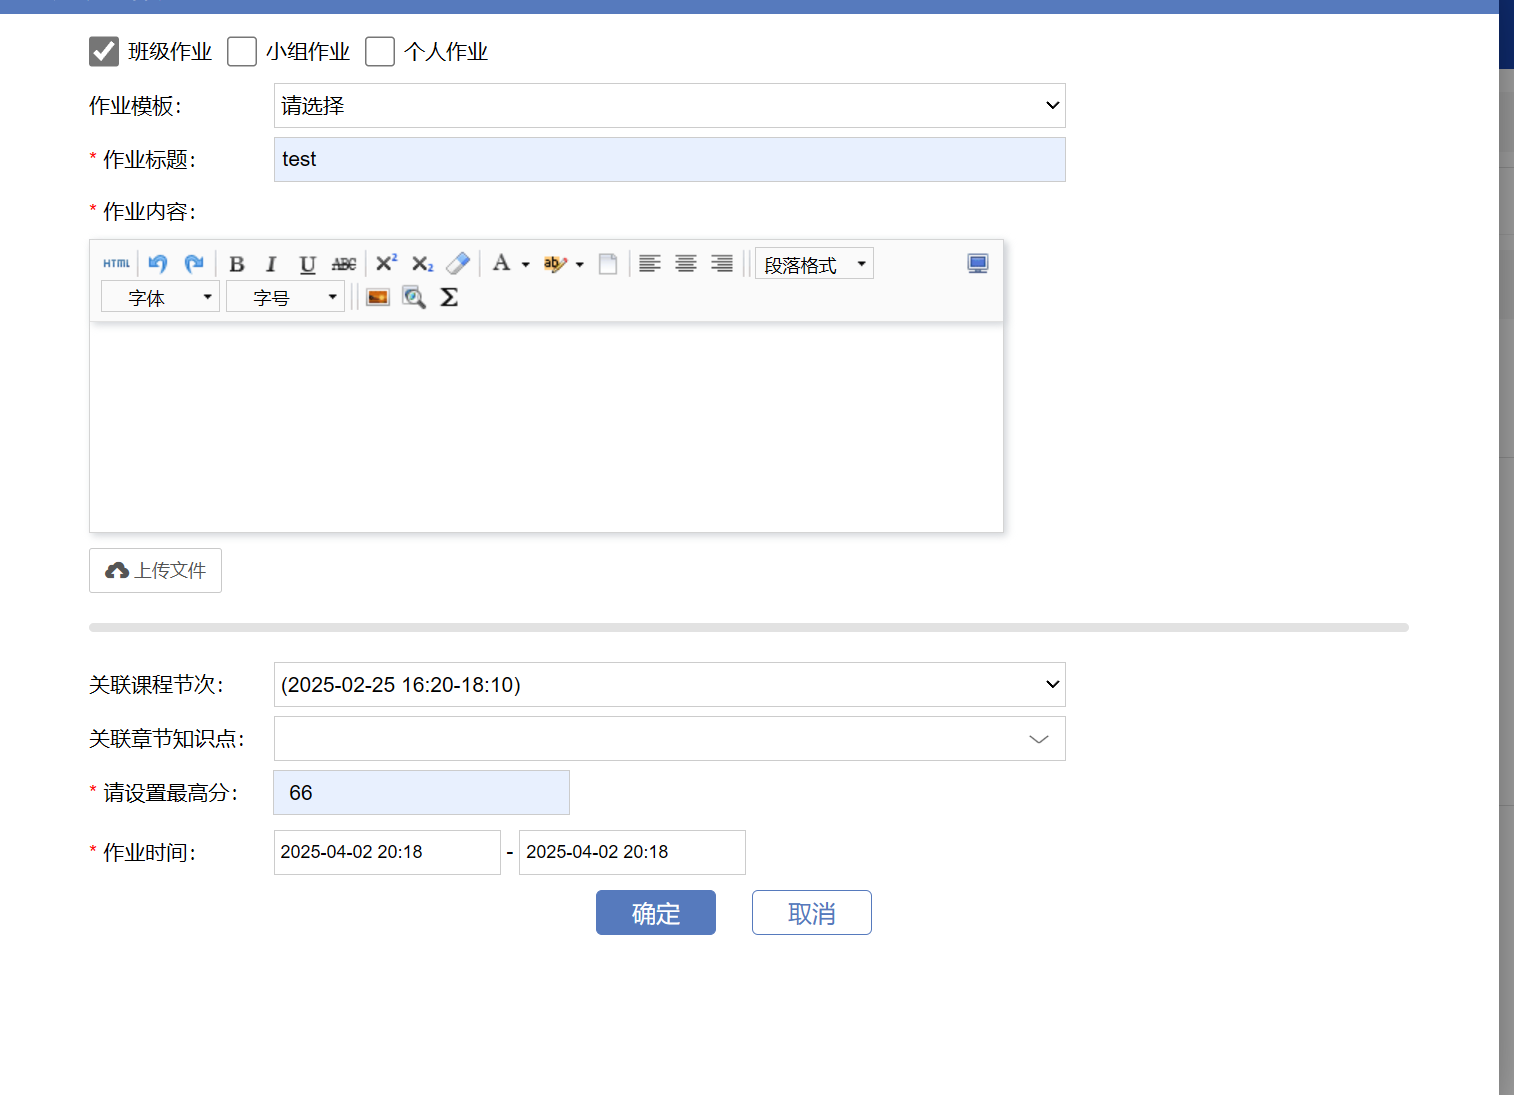 班级作业 小组作业 个人作业
作业模板： 请选择
* 作业标题： test
* 作业内容：
HTML B I U ABC X² X₂ A ab 段落格式
字体 字号 Σ
上传文件
关联课程节次： (2025-02-25 16:20-18:10)
关联章节知识点：
* 请设置最高分： 66
* 作业时间： 2025-04-02 20:18 - 2025-04-02 20:18
确定 取消